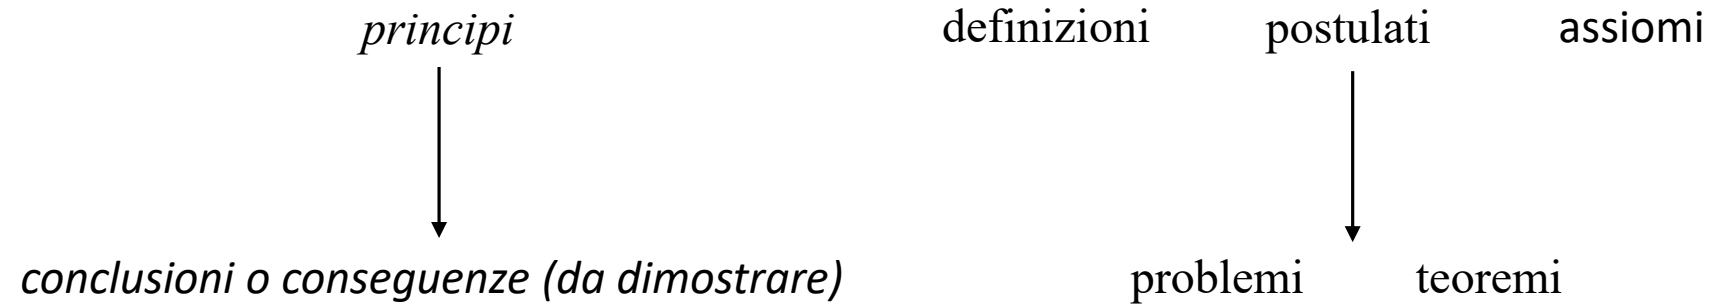 principi definizioni postulati assiomi
conclusioni o conseguenze (da dimostrare) problemi teoremi